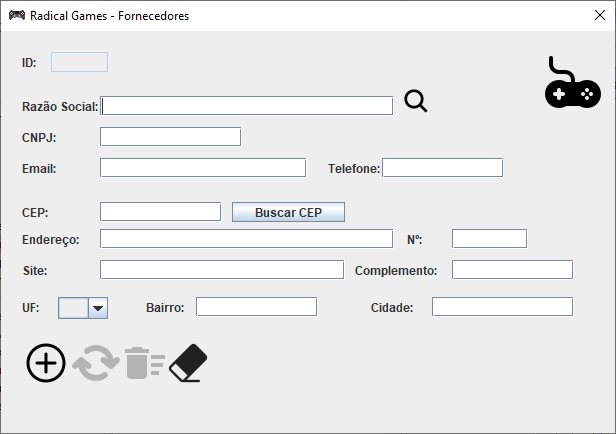 Radical Games - Fornecedores
ID:
Razão Social:
CNPJ:
Email: Telefone:
CEP: Buscar CEP
Endereço: Nº:
Site: Complemento:
UF: Bairro: Cidade: